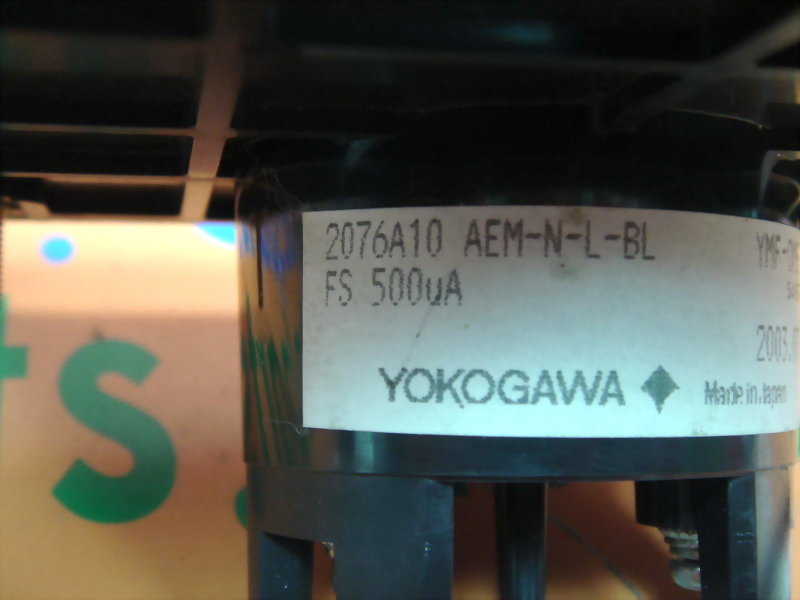 2076A10 AEM-N-L-BL
FS 500uA
YOKOGAWA
Made in Japan
s.